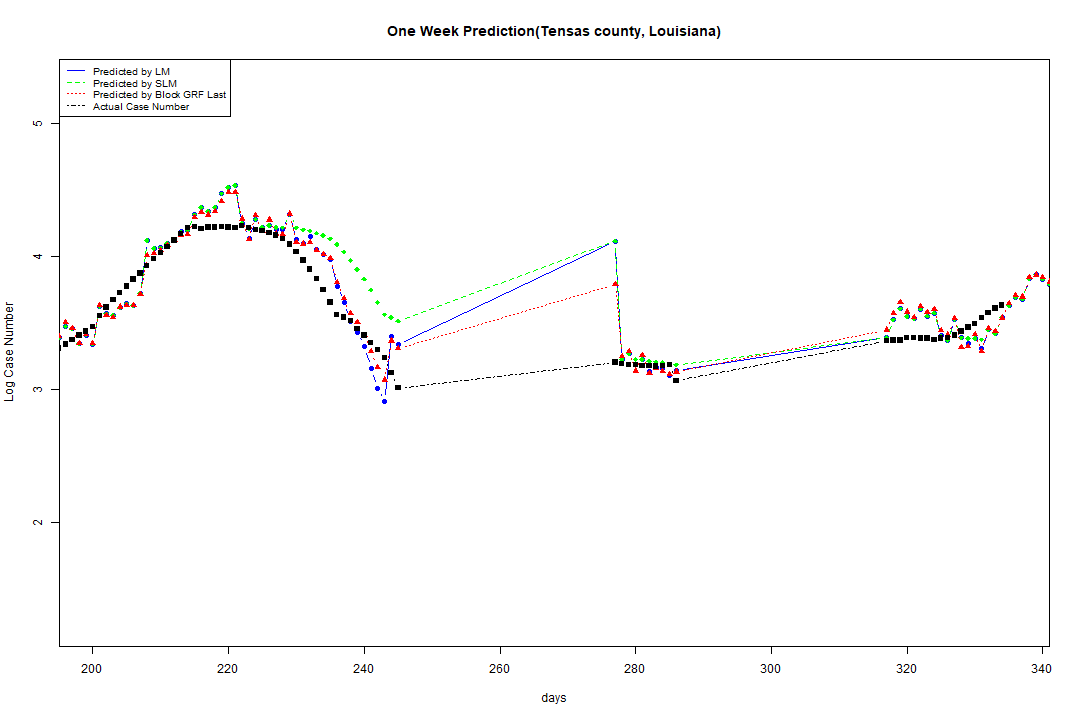 One Week Prediction(Tensas county, Louisiana)
Predicted by LM
Predicted by SLM
Predicted by Block GRF Last
Actual Case Number
Log Case Number
5
4
3
2
200 220 240 260 280 300 320 340
days